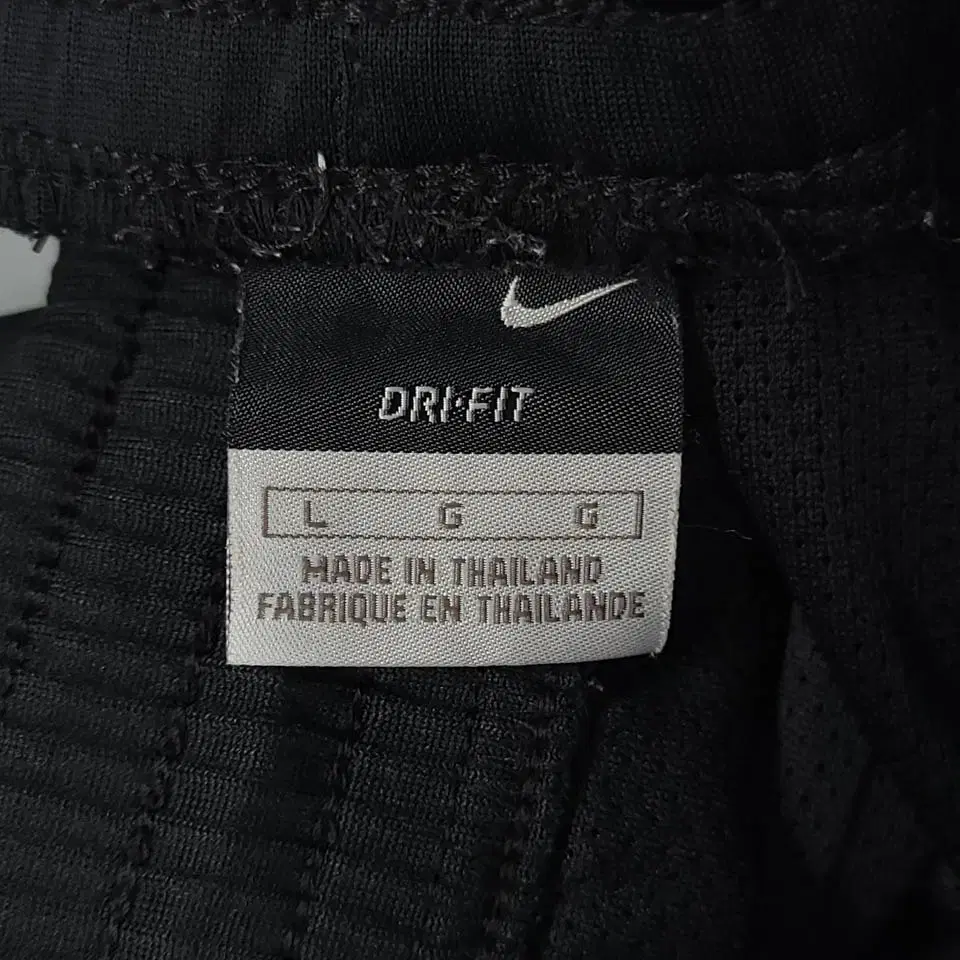 DRI-FIT
L G G
MADE IN THAILAND
FABRIQUE EN THAILANDE